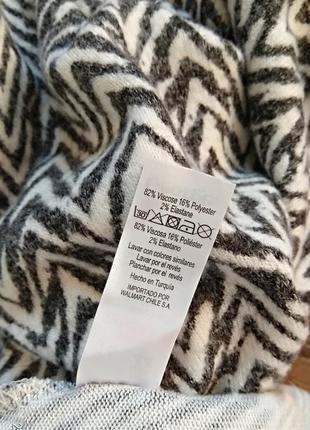 82% Viscose 16% Polyester
2% Elastane
30
82% Viscosa 16% Poliéster
2% Elastano
Lavar con colores similares
Lavar por el revés
Planchar por el revés
Hecho en Turquía
IMPORTADO POR
WALMART CHILE S.A